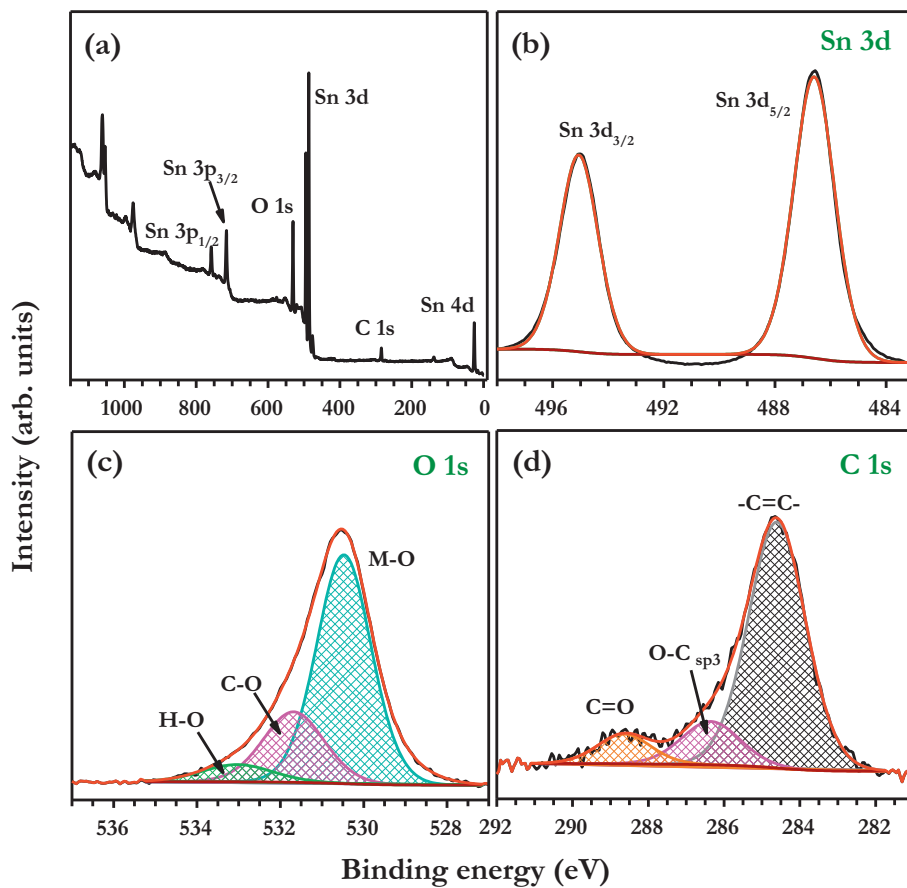 (a)
Sn 3d
Sn 3p3/2
O 1s
Sn 3p1/2
Sn 4d
C 1s
1000 800 600 400 200 0
(b)
Sn 3d
Sn 3d5/2
Sn 3d3/2
496 492 488 484
(c)
O 1s
M-O
C-O
H-O
536 534 532 530 528
(d)
C 1s
-C=C-
O-C sp3
C=O
292 290 288 286 284 282
Intensity (arb. units)
Binding energy (eV)